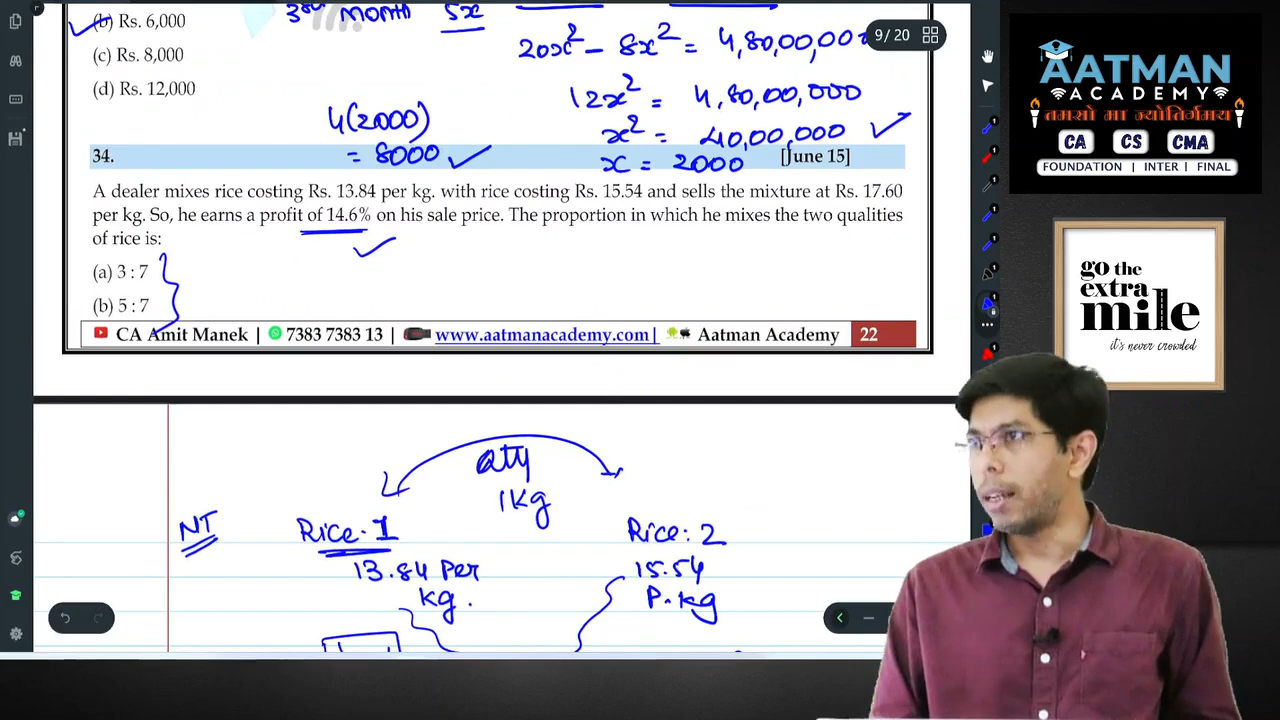 (b) Rs. 6,000
3rd MONTH 5x
20x² – 8x² = 4,80,00,000
9/20
(c) Rs. 8,000
(d) Rs. 12,000
12x² = 4,80,00,000
4(2000)
x² = 40,00,000
= 8000
x = 2000
34. [June 15]
A dealer mixes rice costing Rs. 13.84 per kg. with rice costing Rs. 15.54 and sells the mixture at Rs. 17.60
per kg. So, he earns a profit of 14.6% on his sale price. The proportion in which he mixes the two qualities
of rice is:
(a) 3 : 7
(b) 5 : 7
CA Amit Manek | 7383 7383 13 | www.aatmanacademy.com| Aatman Academy 22
Qty
1kg
NT
Rice. 1
Rice: 2
13.84 Per
kg.
15.54
P. kg
AATMAN
ACADEMY
तमसो मा ज्योतिर्गमय
CA CS CMA
FOUNDATION | INTER | FINAL
go the
extra
mile
it's never crowded